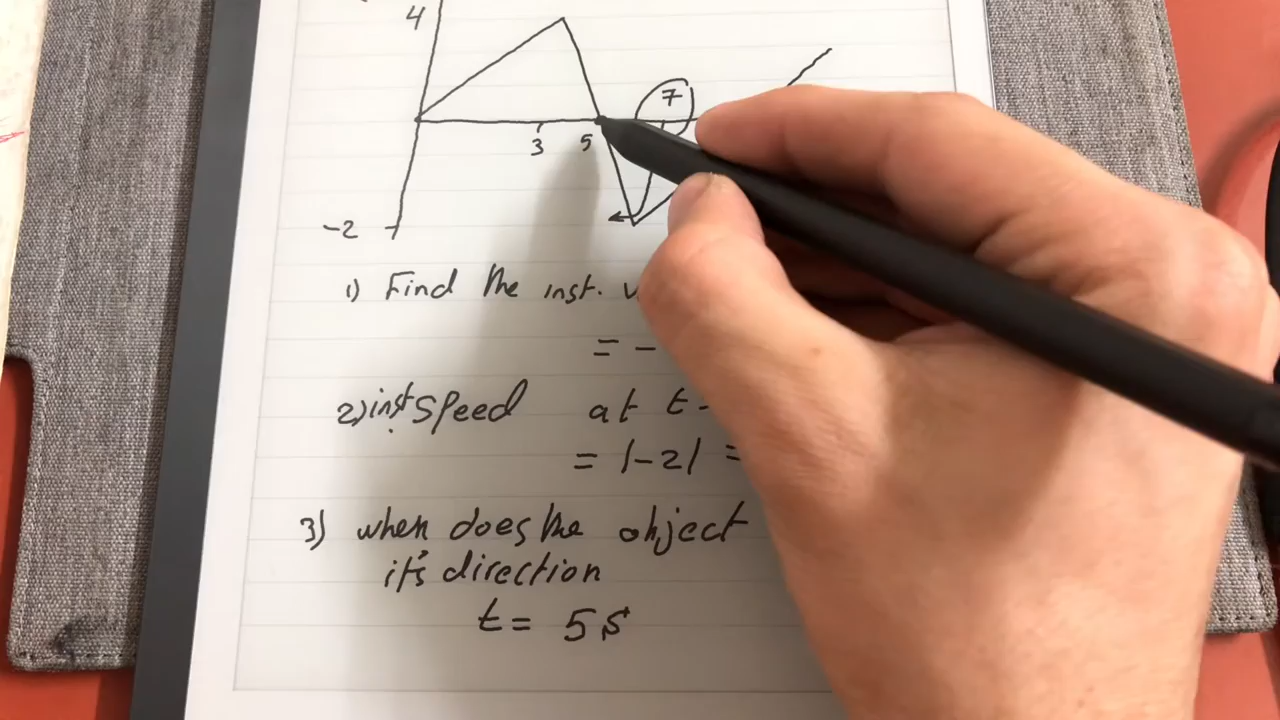 4
7
3 5
-2
1) Find the inst.
= -
2) inst speed at t-
= |-2| =
3) when does the object
it's direction
t = 5s